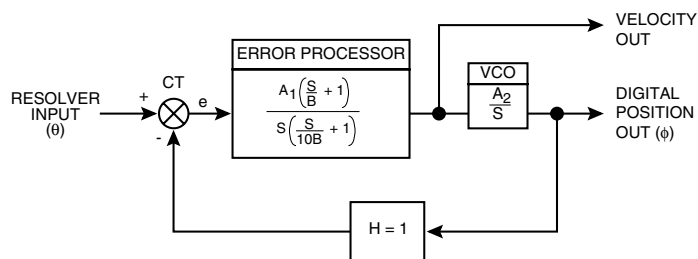 VELOCITY
OUT
ERROR PROCESSOR
CT
VCO
RESOLVER
INPUT
(θ)
+
-
e
A1(S/B + 1)
S(S/10B + 1)
A2
S
DIGITAL
POSITION
OUT (ϕ)
H = 1